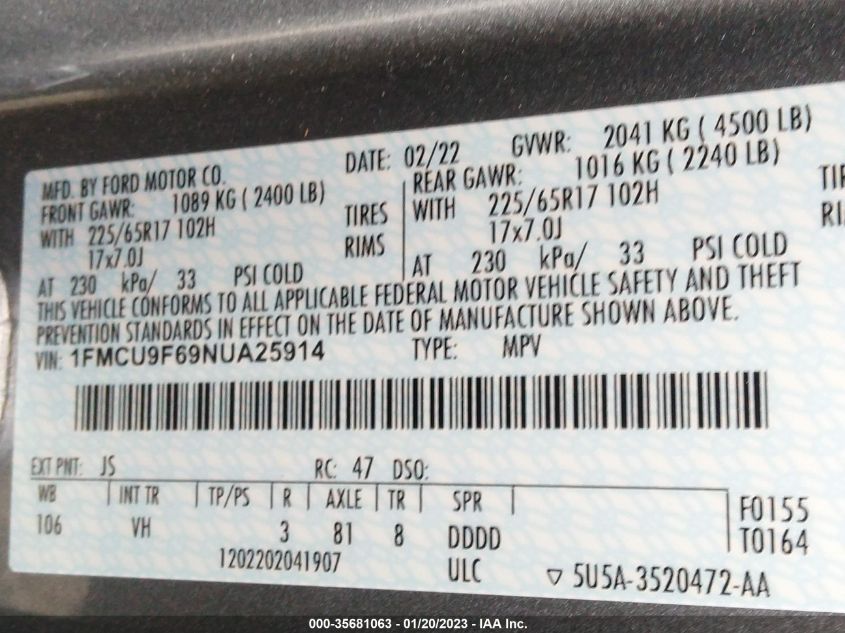 MFD. BY FORD MOTOR CO. DATE: 02/22 GVWR: 2041 KG ( 4500 LB)
FRONT GAWR: 1089 KG ( 2400 LB) REAR GAWR: 1016 KG ( 2240 LB)
WITH 225/65R17 102H TIRES WITH 225/65R17 102H
17x7.0J RIMS 17x7.0J
AT 230 kPa/ 33 PSI COLD AT 230 kPa/ 33 PSI COLD
THIS VEHICLE CONFORMS TO ALL APPLICABLE FEDERAL MOTOR VEHICLE SAFETY AND THEFT
PREVENTION STANDARDS IN EFFECT ON THE DATE OF MANUFACTURE SHOWN ABOVE.
VIN: 1FMCU9F69NUA25914 TYPE: MPV
EXT PNT: JS RC: 47 DSO:
WB INT TR TP/PS R AXLE TR SPR
106 VH 3 81 8 DDDD
F0155
T0164
1202202041907 ULC ▽ 5U5A-3520472-AA
000-35681063 - 01/20/2023 - IAA Inc.